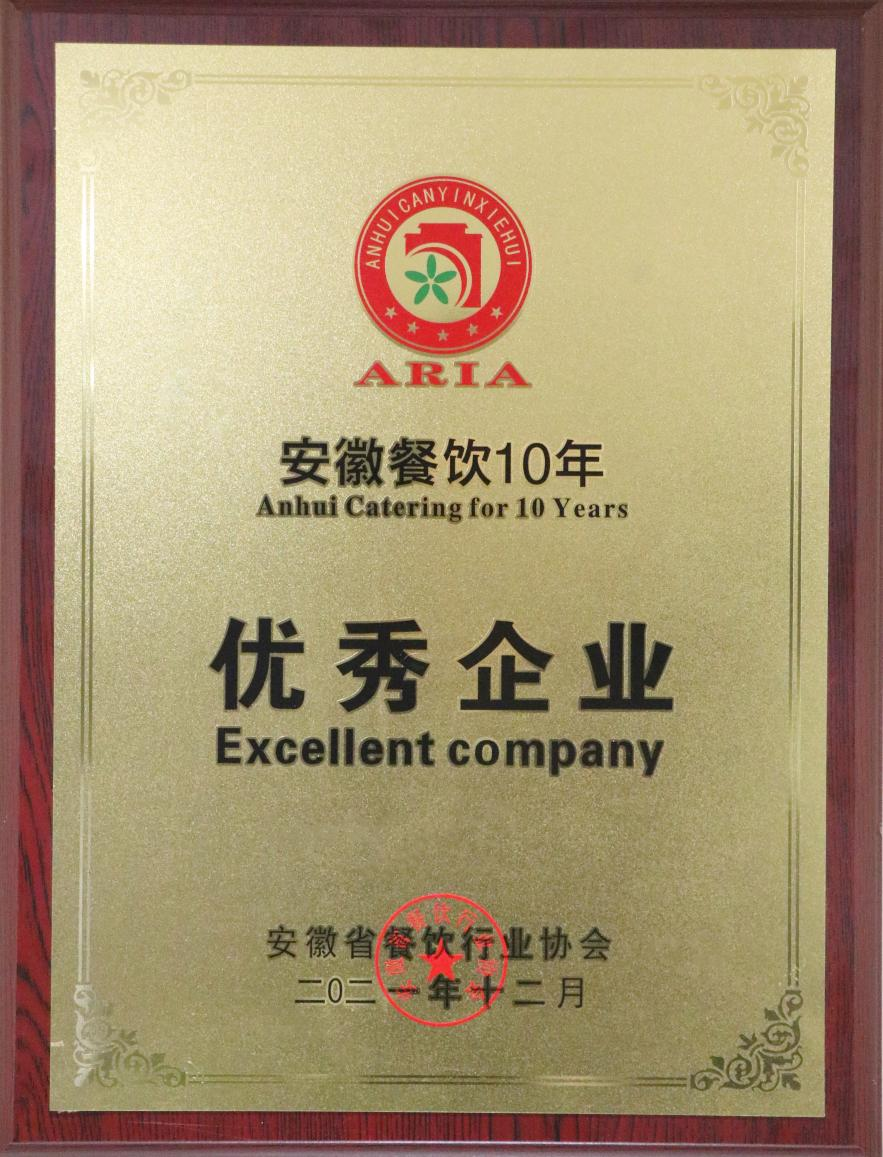 ANHUICANYINXIEHUI
ARIA
安徽餐饮10年
Anhui Catering for 10 Years
优秀企业
Excellent company
安徽省餐饮行业协会
二〇二一年十二月